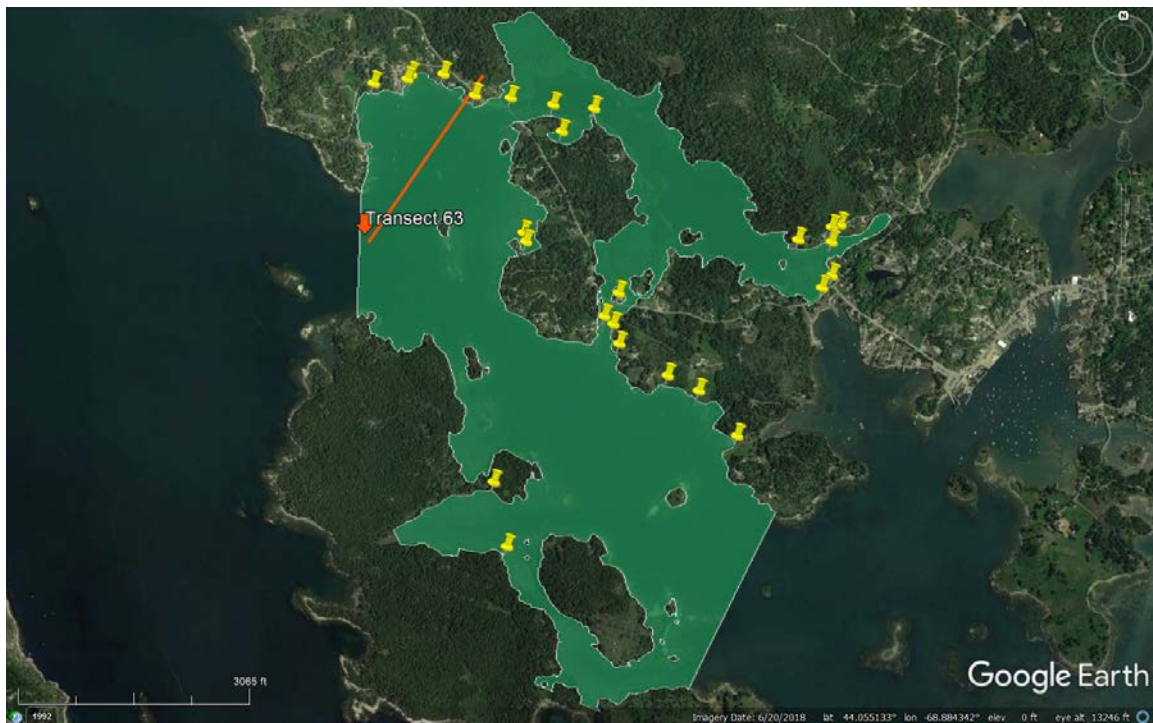 N
Transect 63
3065 ft
Google Earth
1992
Imagery Date: 6/20/2018 lat 44.055133° lon -68.884342° elev 0 ft eye alt 13246 ft